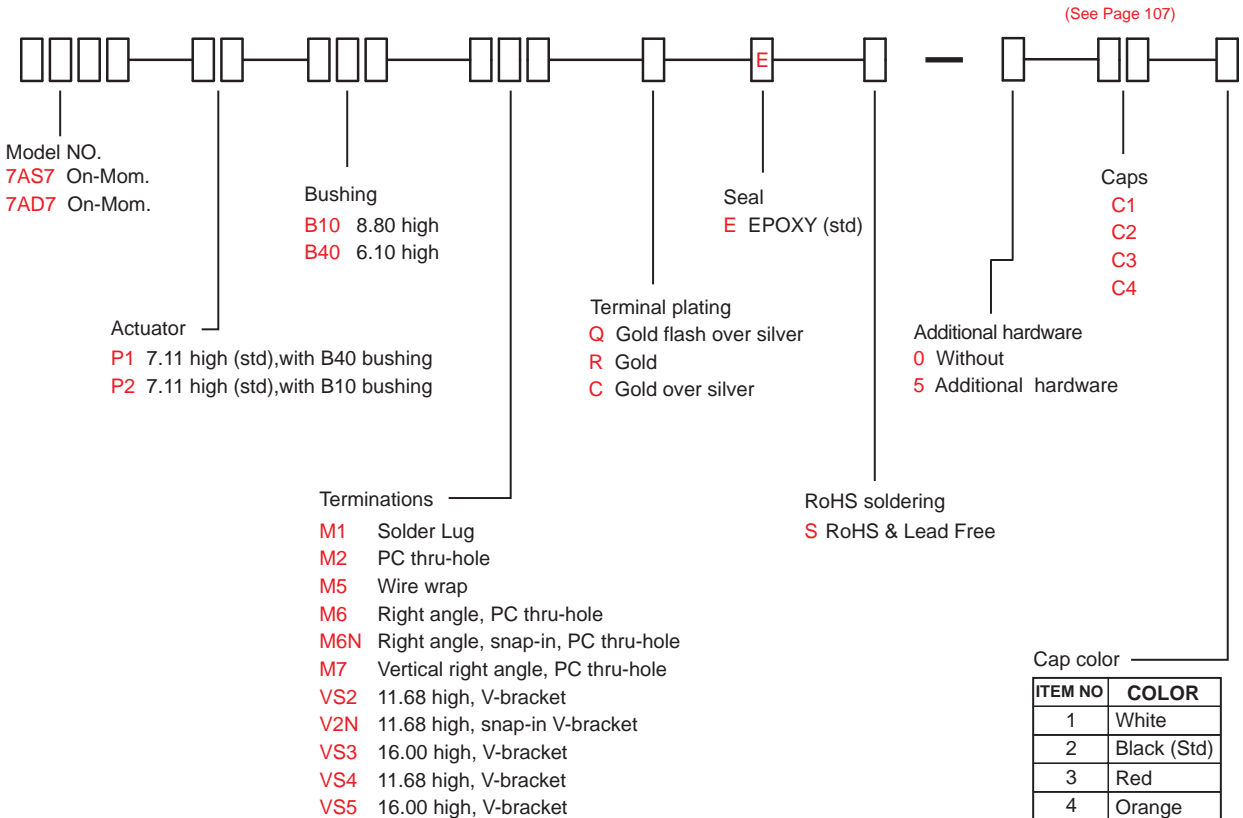 (See Page 107)
E
Model NO.
7AS7 On-Mom.
7AD7 On-Mom.
Bushing
B10 8.80 high
B40 6.10 high
Seal
E EPOXY (std)
Caps
C1
C2
C3
C4
Actuator
P1 7.11 high (std),with B40 bushing
P2 7.11 high (std),with B10 bushing
Terminal plating
Q Gold flash over silver
R Gold
C Gold over silver
Additional hardware
0 Without
5 Additional hardware
Terminations
M1 Solder Lug
M2 PC thru-hole
M5 Wire wrap
M6 Right angle, PC thru-hole
M6N Right angle, snap-in, PC thru-hole
M7 Vertical right angle, PC thru-hole
VS2 11.68 high, V-bracket
V2N 11.68 high, snap-in V-bracket
VS3 16.00 high, V-bracket
VS4 11.68 high, V-bracket
VS5 16.00 high, V-bracket
RoHS soldering
S RoHS & Lead Free
Cap color
ITEM NO COLOR
1 White
2 Black (Std)
3 Red
4 Orange